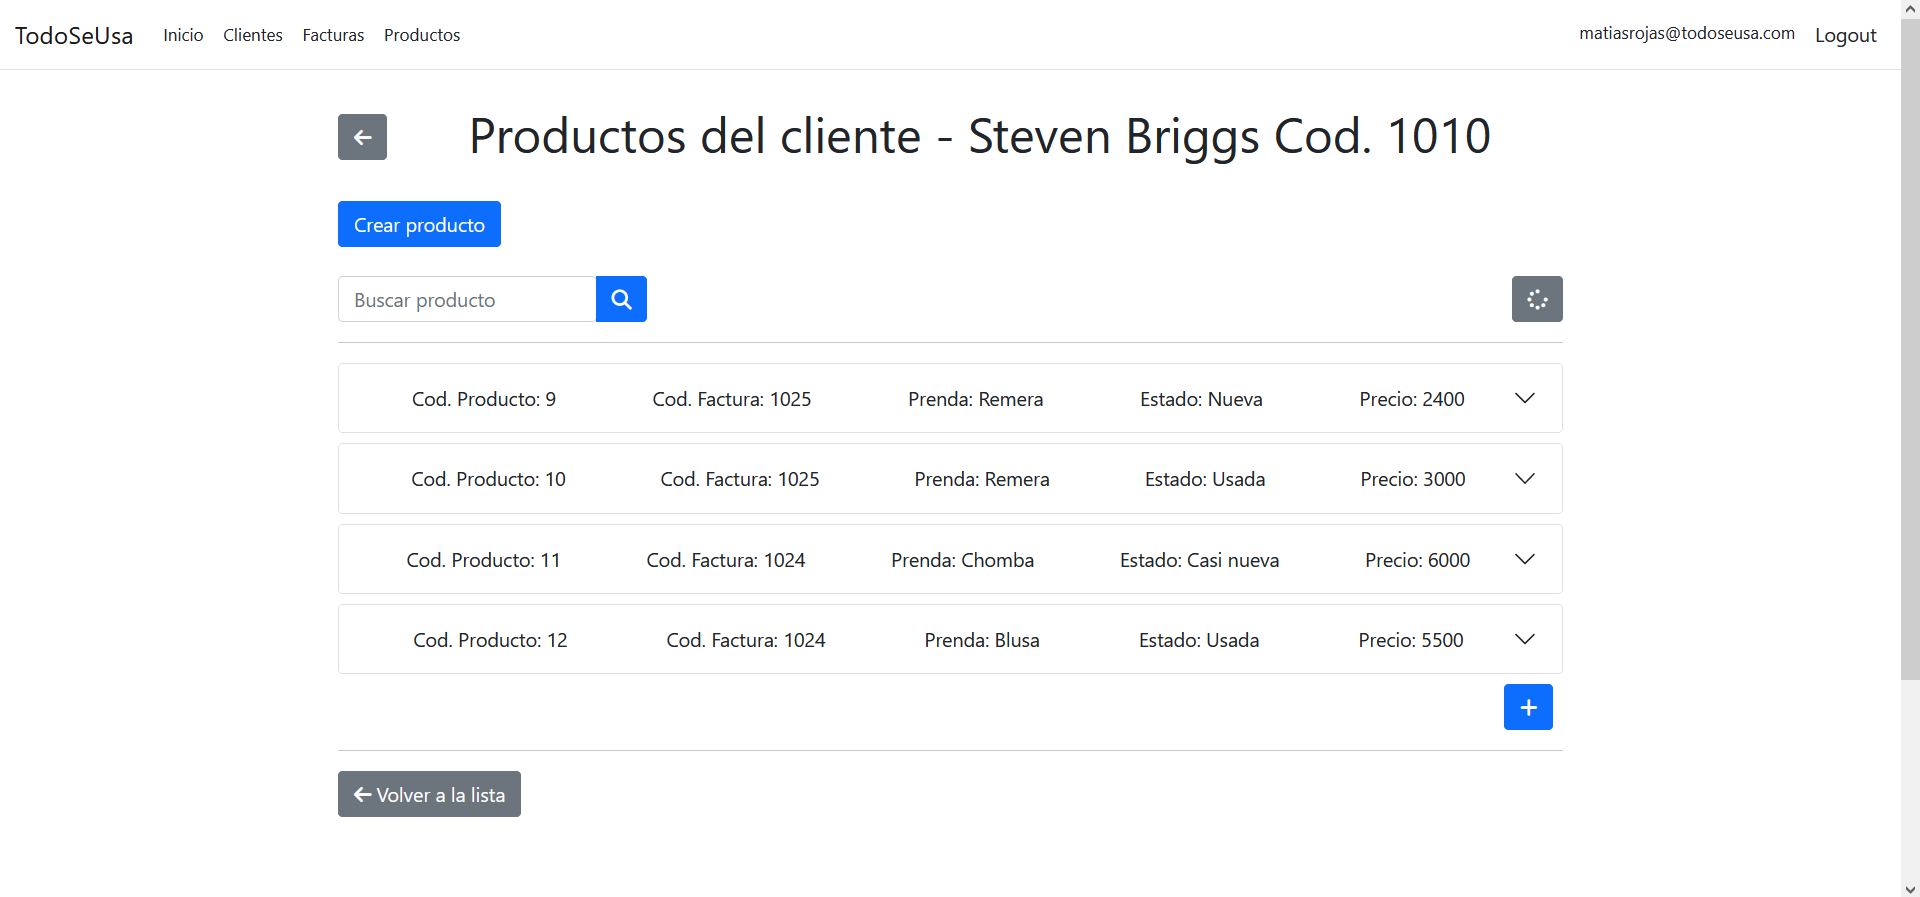 TodoSeUsa Inicio Clientes Facturas Productos matiasrojas@todoseusa.com Logout
Productos del cliente - Steven Briggs Cod. 1010
Crear producto
Buscar producto
Cod. Producto: 9 Cod. Factura: 1025 Prenda: Remera Estado: Nueva Precio: 2400
Cod. Producto: 10 Cod. Factura: 1025 Prenda: Remera Estado: Usada Precio: 3000
Cod. Producto: 11 Cod. Factura: 1024 Prenda: Chomba Estado: Casi nueva Precio: 6000
Cod. Producto: 12 Cod. Factura: 1024 Prenda: Blusa Estado: Usada Precio: 5500
Volver a la lista